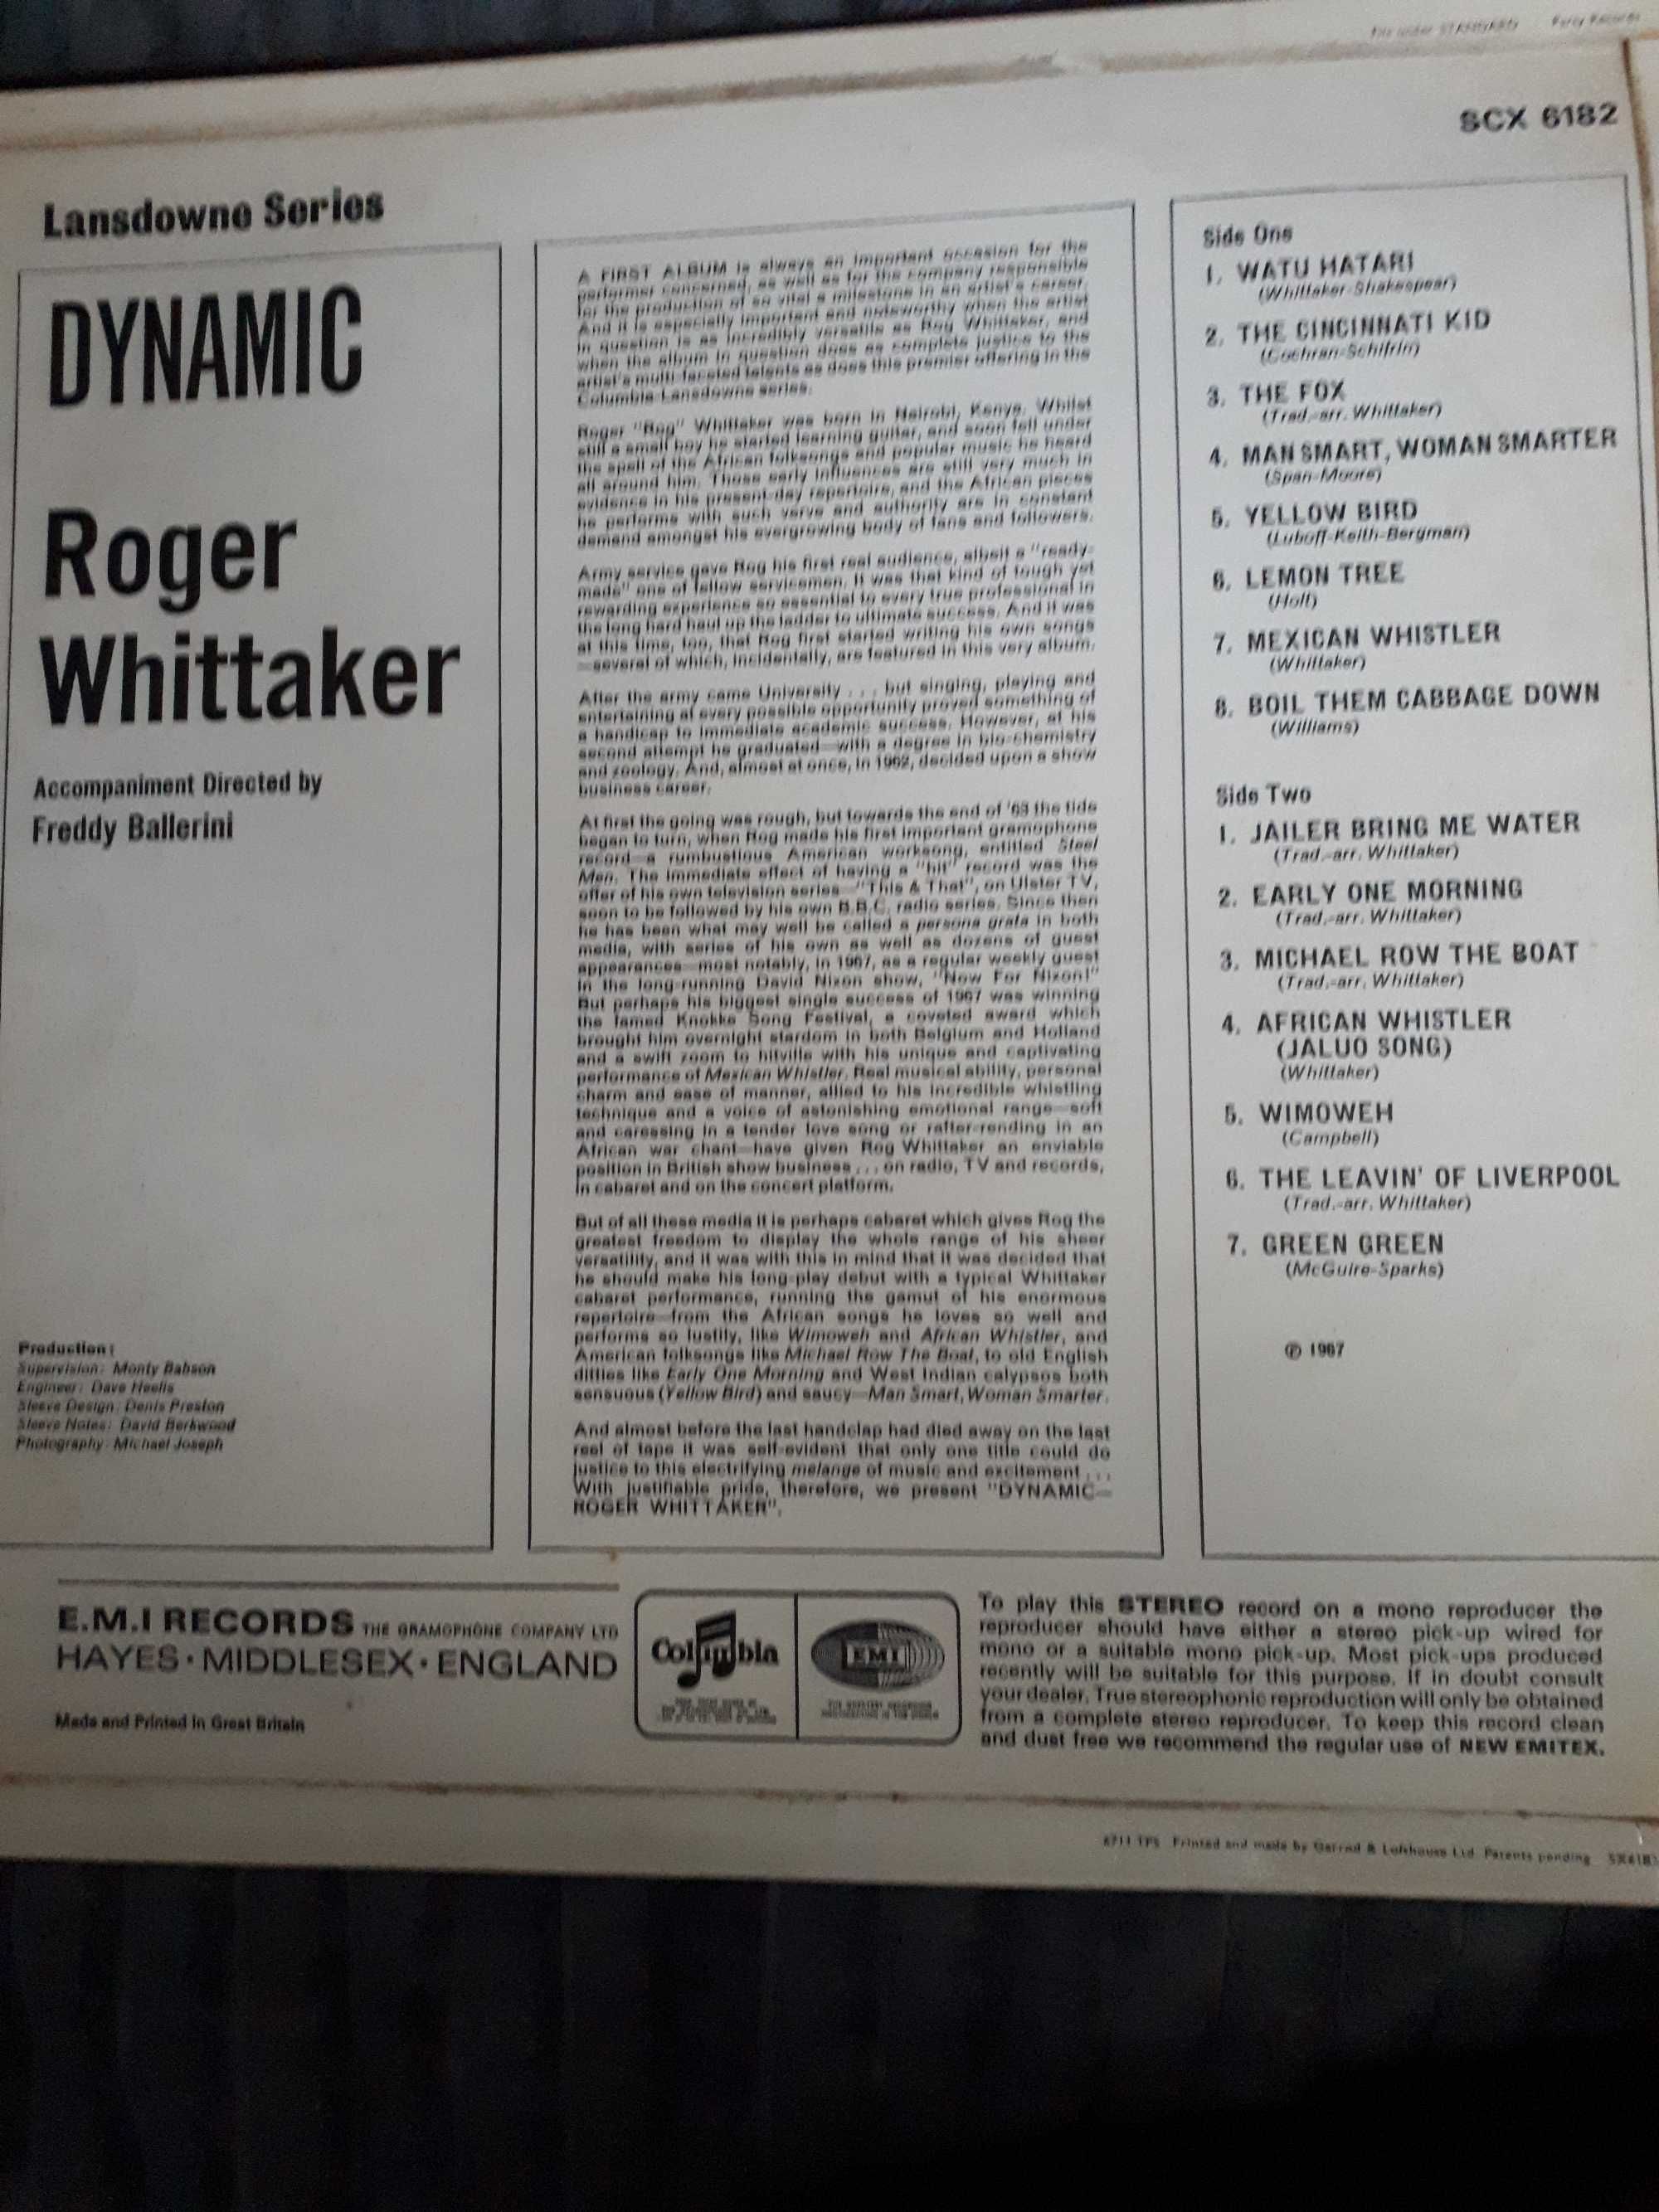 File under STANDARD
SCX 6182
Lansdowne Series
DYNAMIC
Roger
Whittaker
Accompaniment Directed by
Freddy Ballerini
Production:
Supervision: Monty Babson
Engineer: Dave Heelis
Sleeve Design: Denis Preston
Sleeve Notes: David Berkwood
Photography: Michael Joseph
A FIRST ALBUM is always an important occasion for the
performer concerned, as well as for the company responsible
for the production of so vital a milestone in an artist's career.
And it is especially important and noteworthy when the artist
in question is as incredibly versatile as Rog Whittaker, and
when the album in question does as complete justice to the
artist's multi-faceted talents as does this premier offering in the
Columbia-Lansdowne series.
Roger "Rog" Whittaker was born in Nairobi, Kenya. Whilst
still a small boy he started learning guitar, and soon fell under
the spell of the African folksongs and popular music he heard
all around him. Those early influences are still very much in
evidence in his present-day repertoire, and the African pieces
he performs with such verve and authority are in constant
demand amongst his evergrowing body of fans and followers.
Army service gave Rog his first real audience, albeit a "ready-
made" one of fellow servicemen. It was that kind of tough yet
rewarding experience so essential to every true professional in
the long hard haul up the ladder to ultimate success. And it was
at this time, too, that Rog first started writing his own songs
—several of which, incidentally, are featured in this very album.
After the army came University . . . but singing, playing and
entertaining at every possible opportunity proved something of
a handicap to immediate academic success. However, at his
second attempt he graduated—with a degree in bio-chemistry
and zoology. And, almost at once, in 1962, decided upon a show
business career.
At first the going was rough, but towards the end of '63 the tide
began to turn, when Rog made his first important gramophone
record—a rumbustious American worksong, entitled Steel
Men. The immediate effect of having a "hit" record was the
offer of his own television series—"This & That", on Ulster TV,
soon to be followed by his own B.B.C. radio series. Since then
he has been what may well be called a persona grata in both
media, with series of his own as well as dozens of guest
appearances—most notably, in 1967, as a regular weekly guest
in the long-running David Nixon show, "Now For Nixon!"
But perhaps his biggest single success of 1967 was winning
the famed Knokke Song Festival, a coveted award which
brought him overnight stardom in both Belgium and Holland
and a swift zoom to hitville with his unique and captivating
performance of Mexican Whistler. Real musical ability, personal
charm and ease of manner, allied to his incredible whistling
technique and a voice of astonishing emotional range—soft
and caressing in a tender love song or rafter-rending in an
African war chant—have given Rog Whittaker an enviable
position in British show business . . . on radio, TV and records,
in cabaret and on the concert platform.
But of all these media it is perhaps cabaret which gives Rog the
greatest freedom to display the whole range of his sheer
versatility, and it was with this in mind that it was decided that
he should make his long-play debut with a typical Whittaker
cabaret performance, running the gamut of his enormous
repertoire—from the African songs he loves so well and
performs so lustily, like Wimoweh and African Whistler, and
American folksongs like Michael Row The Boat, to old English
ditties like Early One Morning and West Indian calypsos both
sensuous (Yellow Bird) and saucy—Man Smart, Woman Smarter.
And almost before the last handclap had died away on the last
reel of tape it was self-evident that only one title could do
justice to this electrifying melange of music and excitement . . .
With justifiable pride, therefore, we present "DYNAMIC—
ROGER WHITTAKER".
Side One
1. WATU HATARI
(Whittaker-Shakespear)
2. THE CINCINNATI KID
(Cochran-Schifrin)
3. THE FOX
(Trad.-arr. Whittaker)
4. MAN SMART, WOMAN SMARTER
(Span-Moore)
5. YELLOW BIRD
(Luboff-Keith-Bergman)
6. LEMON TREE
(Holt)
7. MEXICAN WHISTLER
(Whittaker)
8. BOIL THEM CABBAGE DOWN
(Williams)
Side Two
1. JAILER BRING ME WATER
(Trad.-arr. Whittaker)
2. EARLY ONE MORNING
(Trad.-arr. Whittaker)
3. MICHAEL ROW THE BOAT
(Trad.-arr. Whittaker)
4. AFRICAN WHISTLER
(JALUO SONG)
(Whittaker)
5. WIMOWEH
(Campbell)
6. THE LEAVIN' OF LIVERPOOL
(Trad.-arr. Whittaker)
7. GREEN GREEN
(McGuire-Sparks)
℗ 1967
E.M.I RECORDS THE GRAMOPHONE COMPANY LTD
HAYES · MIDDLESEX · ENGLAND
Made and Printed in Great Britain
Columbia
EMI
To play this STEREO record on a mono reproducer the
reproducer should have either a stereo pick-up wired for
mono or a suitable mono pick-up. Most pick-ups produced
recently will be suitable for this purpose. If in doubt consult
your dealer. True stereophonic reproduction will only be obtained
from a complete stereo reproducer. To keep this record clean
and dust free we recommend the regular use of NEW EMITEX.
6711 TPS Printed and made by Garrod & Lofthouse Ltd Patents pending